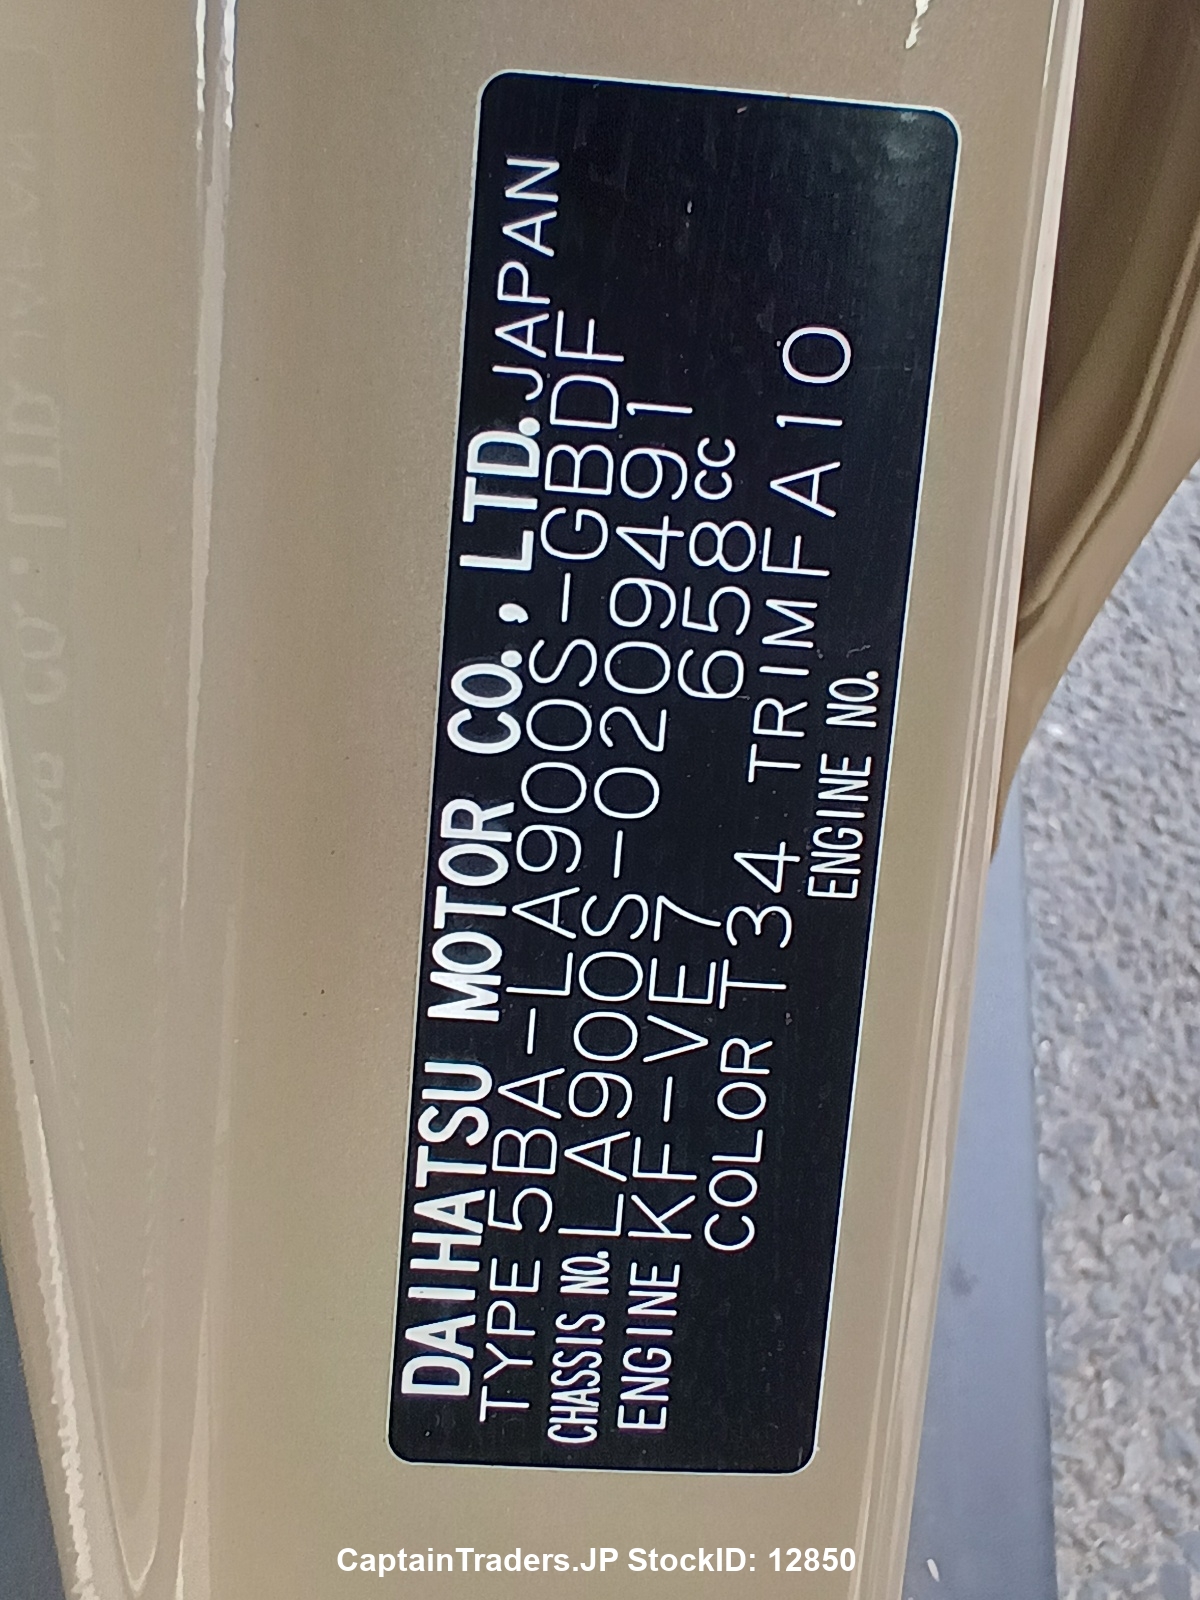 DAIHATSU MOTOR CO., LTD. JAPAN
TYPE 5BA-LA900S-GBDF
CHASSIS NO. LA900S-0209491
ENGINE KF-VE7 658cc
COLOR T34 TRIM FA10
ENGINE NO.
CaptainTraders.JP StockID: 12850